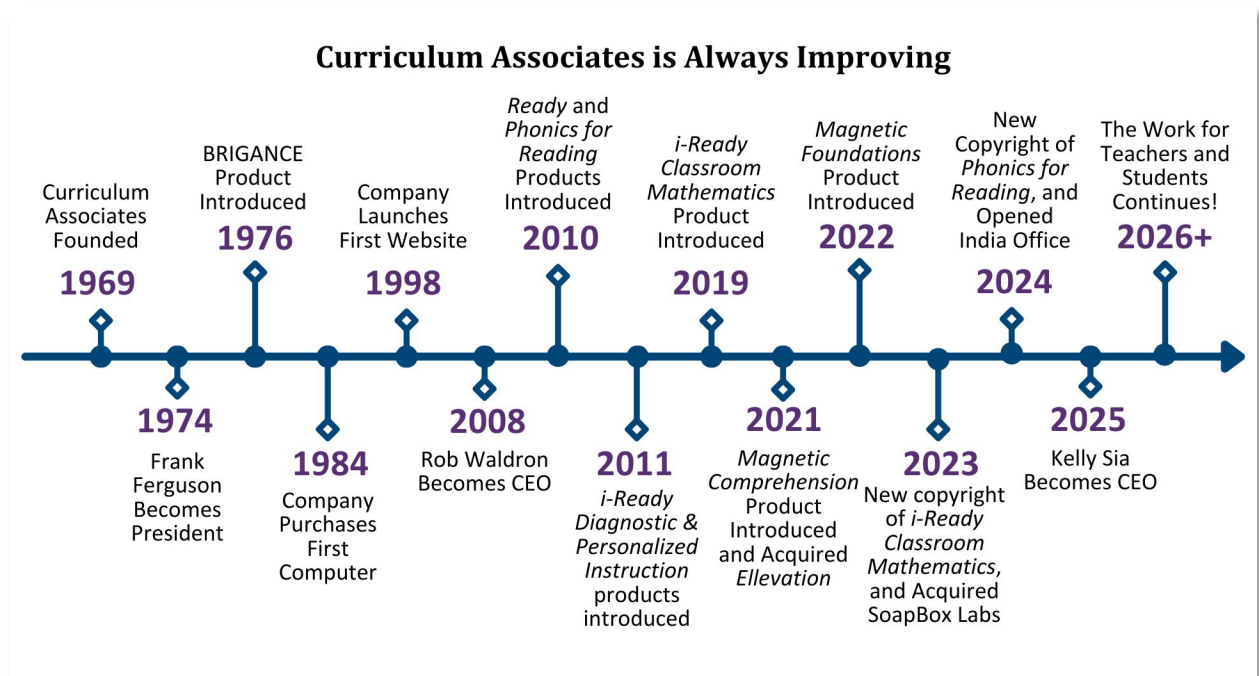 Curriculum Associates is Always Improving
Curriculum
Associates
Founded
1969
1974
Frank
Ferguson
Becomes
President
BRIGANCE
Product
Introduced
1976
1984
Company
Purchases
First
Computer
Company
Launches
First Website
1998
2008
Rob Waldron
Becomes CEO
Ready and
Phonics for
Reading
Products
Introduced
2010
2011
i-Ready
Diagnostic &
Personalized
Instruction
products
introduced
i-Ready
Classroom
Mathematics
Product
Introduced
2019
2021
Magnetic
Comprehension
Product
Introduced
and Acquired
Ellevation
Magnetic
Foundations
Product
Introduced
2022
2023
New copyright
of i-Ready
Classroom
Mathematics,
and Acquired
SoapBox Labs
New
Copyright of
Phonics for
Reading, and
Opened
India Office
2024
2025
Kelly Sia
Becomes CEO
The Work for
Teachers and
Students
Continues!
2026+